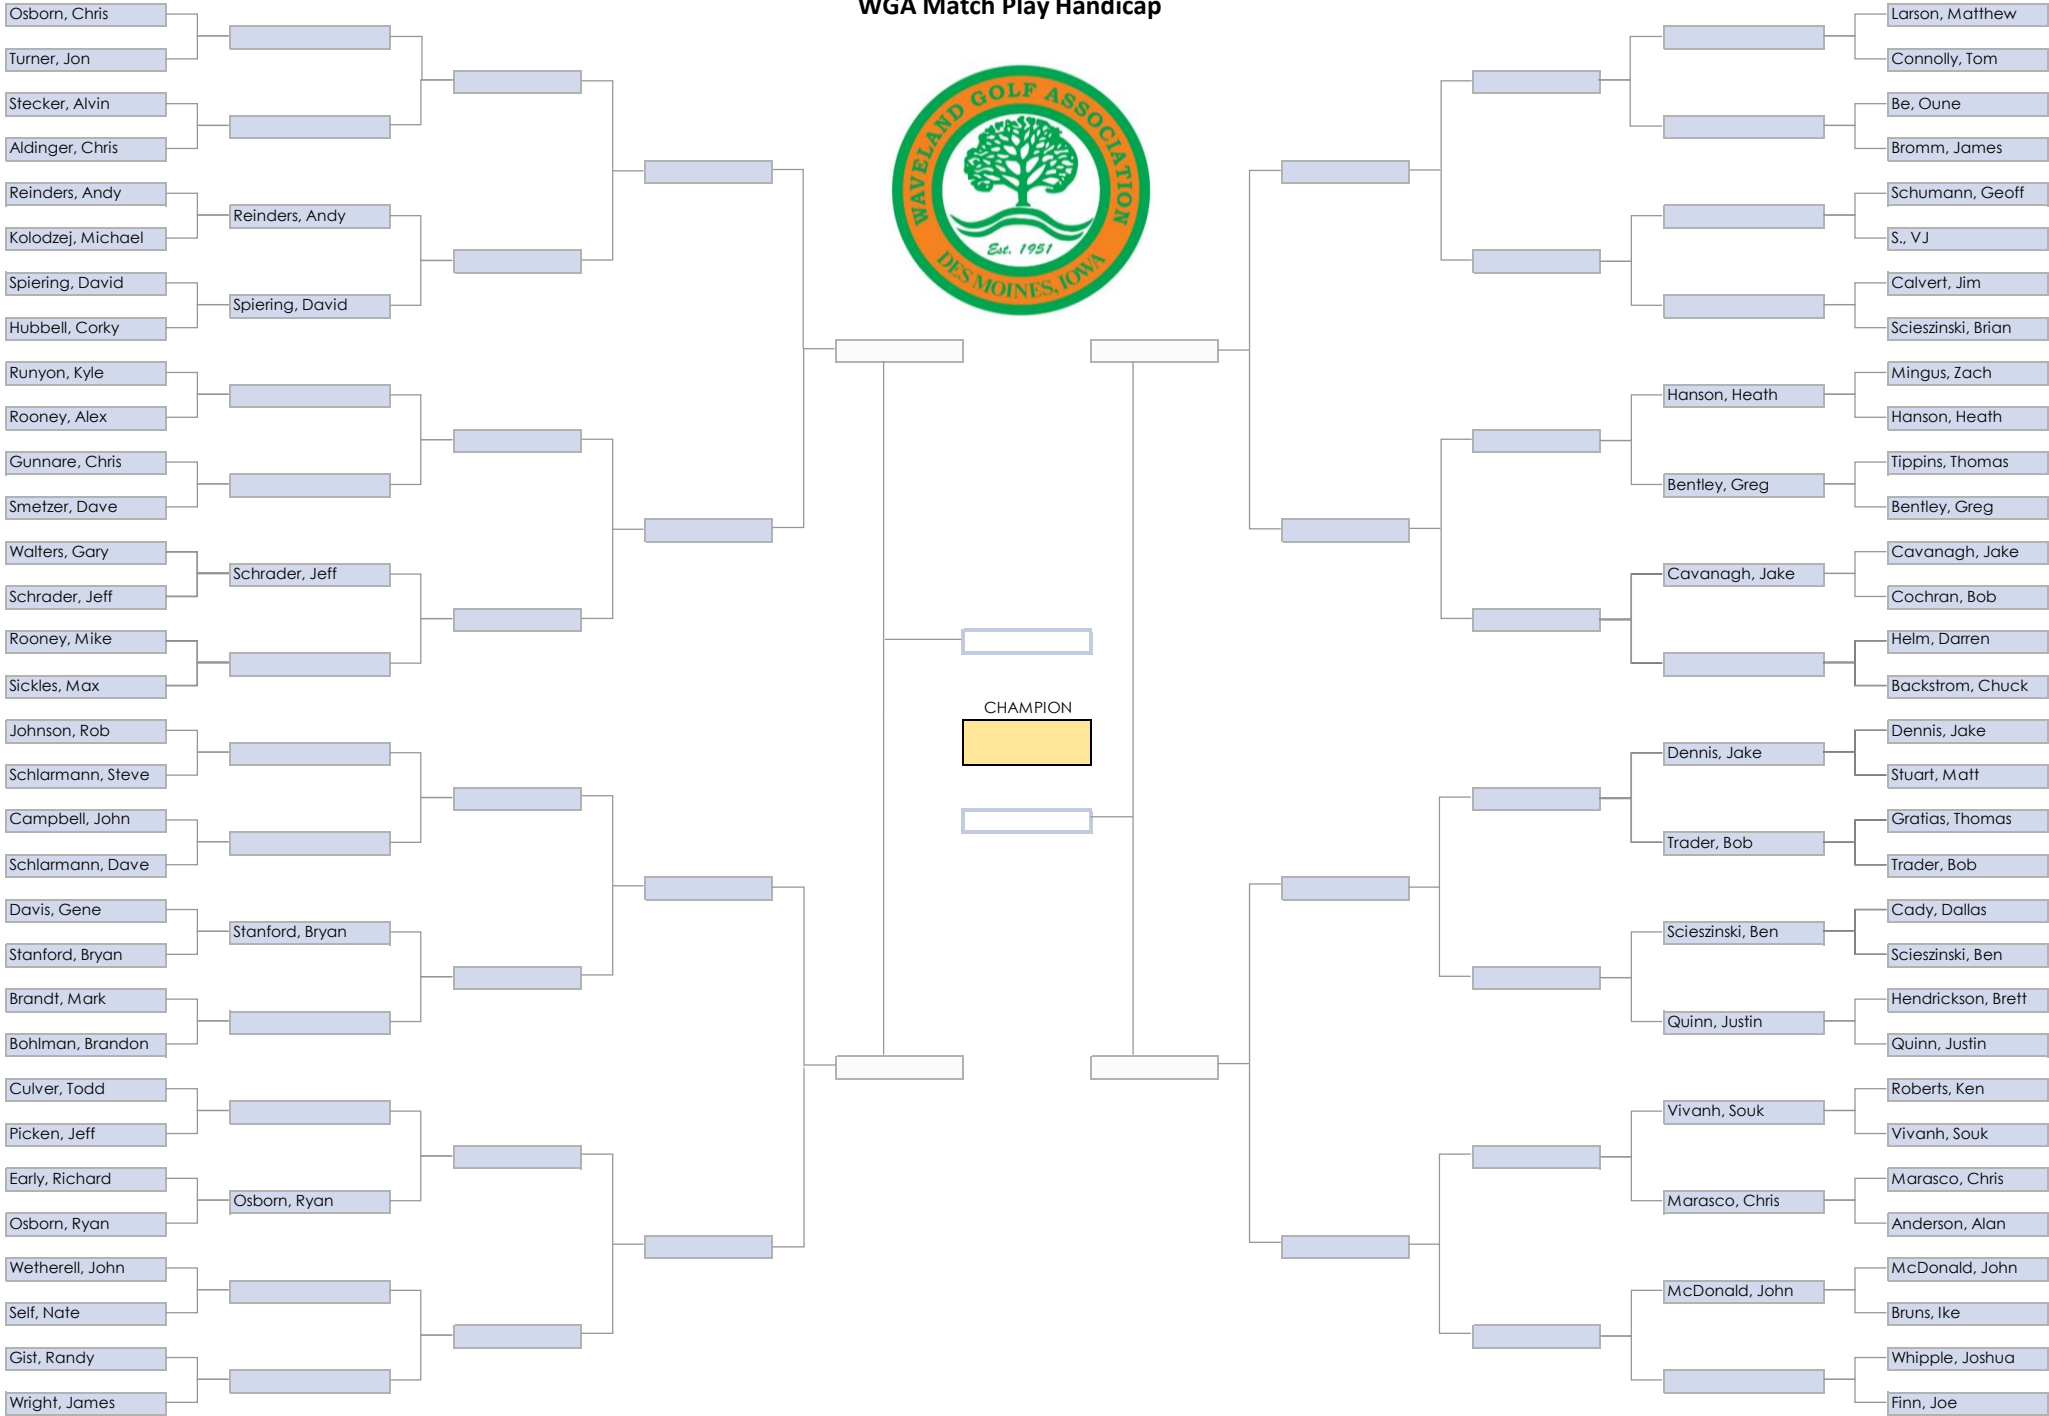 WGA Match Play Handicap
WAVELAND GOLF ASSOCIATION
Est. 1951
DES MOINES, IOWA
Osborn, Chris
Turner, Jon
Stecker, Alvin
Aldinger, Chris
Reinders, Andy
Kolodzej, Michael
Spiering, David
Hubbell, Corky
Runyon, Kyle
Rooney, Alex
Gunnare, Chris
Smetzer, Dave
Walters, Gary
Schrader, Jeff
Rooney, Mike
Sickles, Max
Johnson, Rob
Schlarmann, Steve
Campbell, John
Schlarmann, Dave
Davis, Gene
Stanford, Bryan
Brandt, Mark
Bohlman, Brandon
Culver, Todd
Picken, Jeff
Early, Richard
Osborn, Ryan
Wetherell, John
Self, Nate
Gist, Randy
Wright, James
Reinders, Andy
Spiering, David
Schrader, Jeff
Stanford, Bryan
Osborn, Ryan
CHAMPION
Hanson, Heath
Bentley, Greg
Cavanagh, Jake
Dennis, Jake
Trader, Bob
Scieszinski, Ben
Quinn, Justin
Vivanh, Souk
Marasco, Chris
McDonald, John
Larson, Matthew
Connolly, Tom
Be, Oune
Bromm, James
Schumann, Geoff
S., VJ
Calvert, Jim
Scieszinski, Brian
Mingus, Zach
Hanson, Heath
Tippins, Thomas
Bentley, Greg
Cavanagh, Jake
Cochran, Bob
Helm, Darren
Backstrom, Chuck
Dennis, Jake
Stuart, Matt
Gratias, Thomas
Trader, Bob
Cady, Dallas
Scieszinski, Ben
Hendrickson, Brett
Quinn, Justin
Roberts, Ken
Vivanh, Souk
Marasco, Chris
Anderson, Alan
McDonald, John
Bruns, Ike
Whipple, Joshua
Finn, Joe